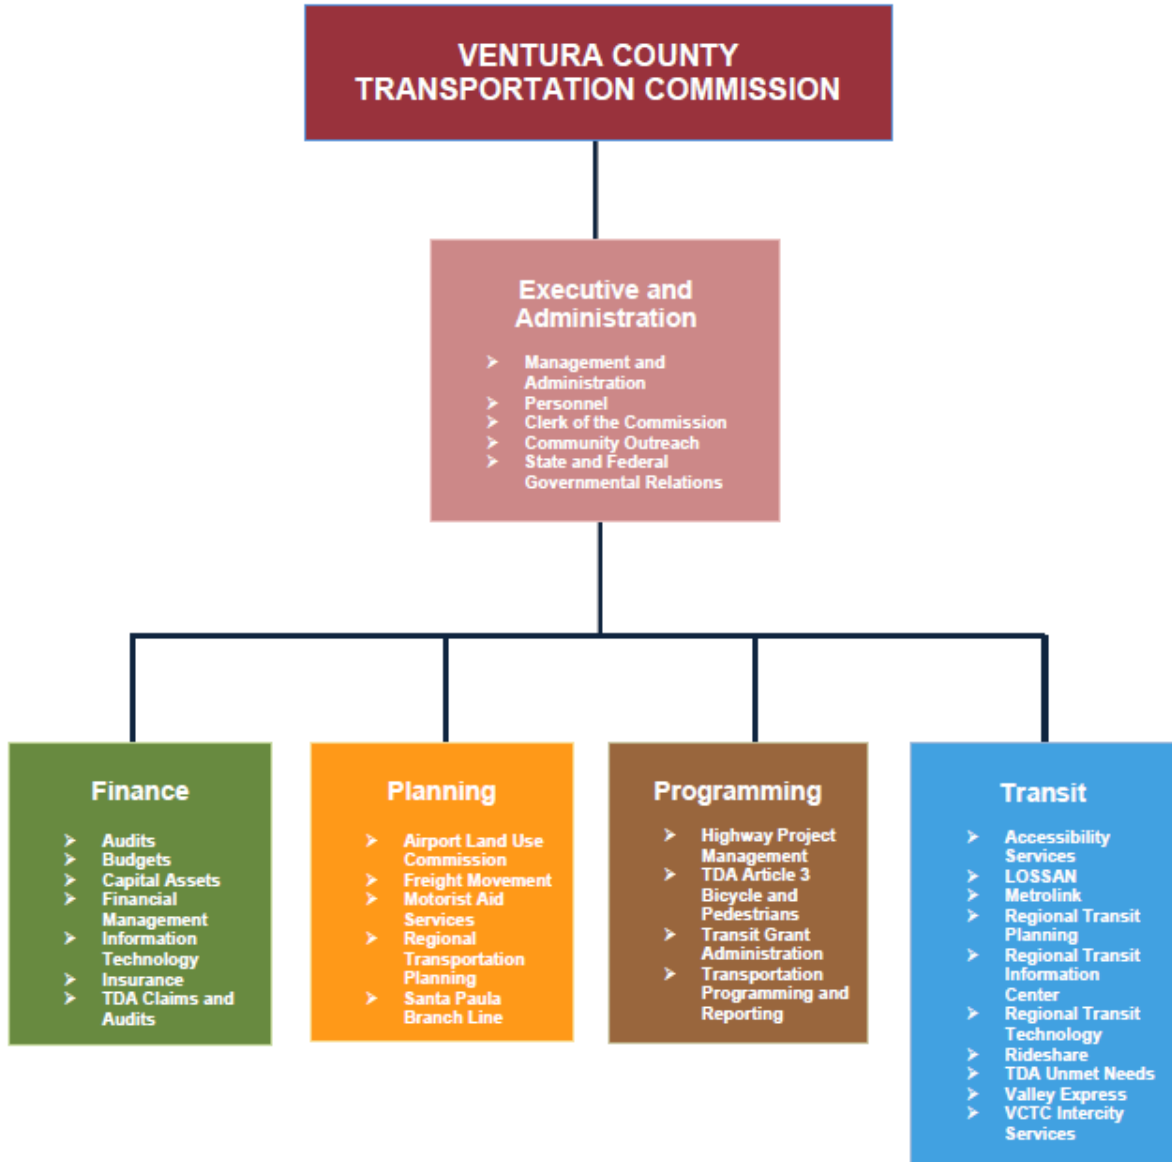 VENTURA COUNTY
TRANSPORTATION COMMISSION
Executive and
Administration
➤ Management and
Administration
➤ Personnel
➤ Clerk of the Commission
➤ Community Outreach
➤ State and Federal
Governmental Relations
Finance
➤ Audits
➤ Budgets
➤ Capital Assets
➤ Financial
Management
➤ Information
Technology
➤ Insurance
➤ TDA Claims and
Audits
Planning
➤ Airport Land Use
Commission
➤ Freight Movement
➤ Motorist Aid
Services
➤ Regional
Transportation
Planning
➤ Santa Paula
Branch Line
Programming
➤ Highway Project
Management
➤ TDA Article 3
Bicycle and
Pedestrians
➤ Transit Grant
Administration
➤ Transportation
Programming and
Reporting
Transit
➤ Accessibility
Services
➤ LOSSAN
➤ Metrolink
➤ Regional Transit
Planning
➤ Regional Transit
Information
Center
➤ Regional Transit
Technology
➤ Rideshare
➤ TDA Unmet Needs
➤ Valley Express
➤ VCTC Intercity
Services